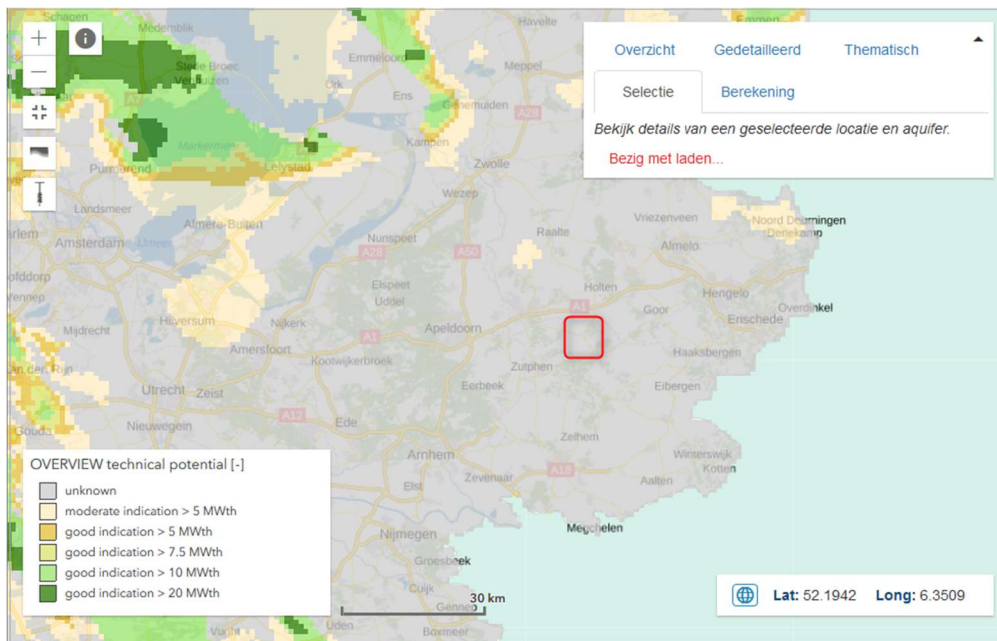 Schagen
Medemblik
Havelte
Emmen
Stede Broec
Venhuizen
Emmeloord
Meppel
Urk
Ens
Genemuiden
A7
A28
Markermeer
Kampen
Purmerend
Lelystad
Zwolle
Wezep
Landsmeer
Almere-Buiten
Amsterdam
IJmeer
Nunspeet
Raalte
Vriezenveen
Noord Deurningen
Denekamp
A28
A50
Almelo
Elspeet
Uddel
Holten
Hengelo
Overdinkel
Mijdrecht
Hilversum
Nijkerk
A1
Apeldoorn
A1
Goor
Enschede
Amersfoort
Kootwijkerbroek
Zutphen
Haaksbergen
Utrecht
Zeist
Eerbeek
Eibergen
Gouda
Nieuwegein
A12
Ede
Arnhem
Zelhem
Winterswijk
Kotten
Elst
Zevenaar
A18
Aalten
Nijmegen
Megchelen
Groesbeek
Cuijk
Gennep
Vught
Uden
Boxmeer
Overzicht Gedetailleerd Thematisch
Selectie Berekening
Bekijk details van een geselecteerde locatie en aquifer.
Bezig met laden...
OVERVIEW technical potential [-]
unknown
moderate indication > 5 MWth
good indication > 5 MWth
good indication > 7.5 MWth
good indication > 10 MWth
good indication > 20 MWth
30 km
Lat: 52.1942 Long: 6.3509